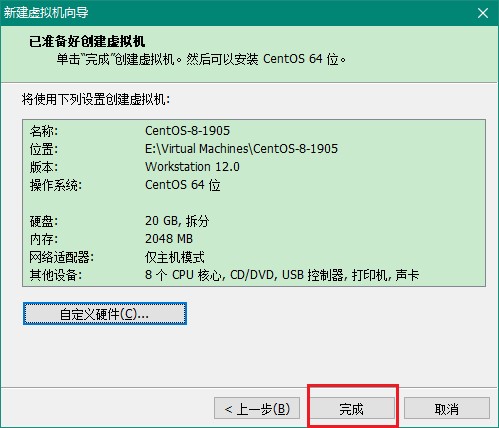 新建虚拟机向导
已准备好创建虚拟机
单击“完成”创建虚拟机。然后可以安装 CentOS 64 位。
将使用下列设置创建虚拟机:
名称: CentOS-8-1905
位置: E:\Virtual Machines\CentOS-8-1905
版本: Workstation 12.0
操作系统: CentOS 64 位
硬盘: 20 GB, 拆分
内存: 2048 MB
网络适配器: 仅主机模式
其他设备: 8 个 CPU 核心, CD/DVD, USB 控制器, 打印机, 声卡
自定义硬件(C)...
< 上一步(B) 完成 取消